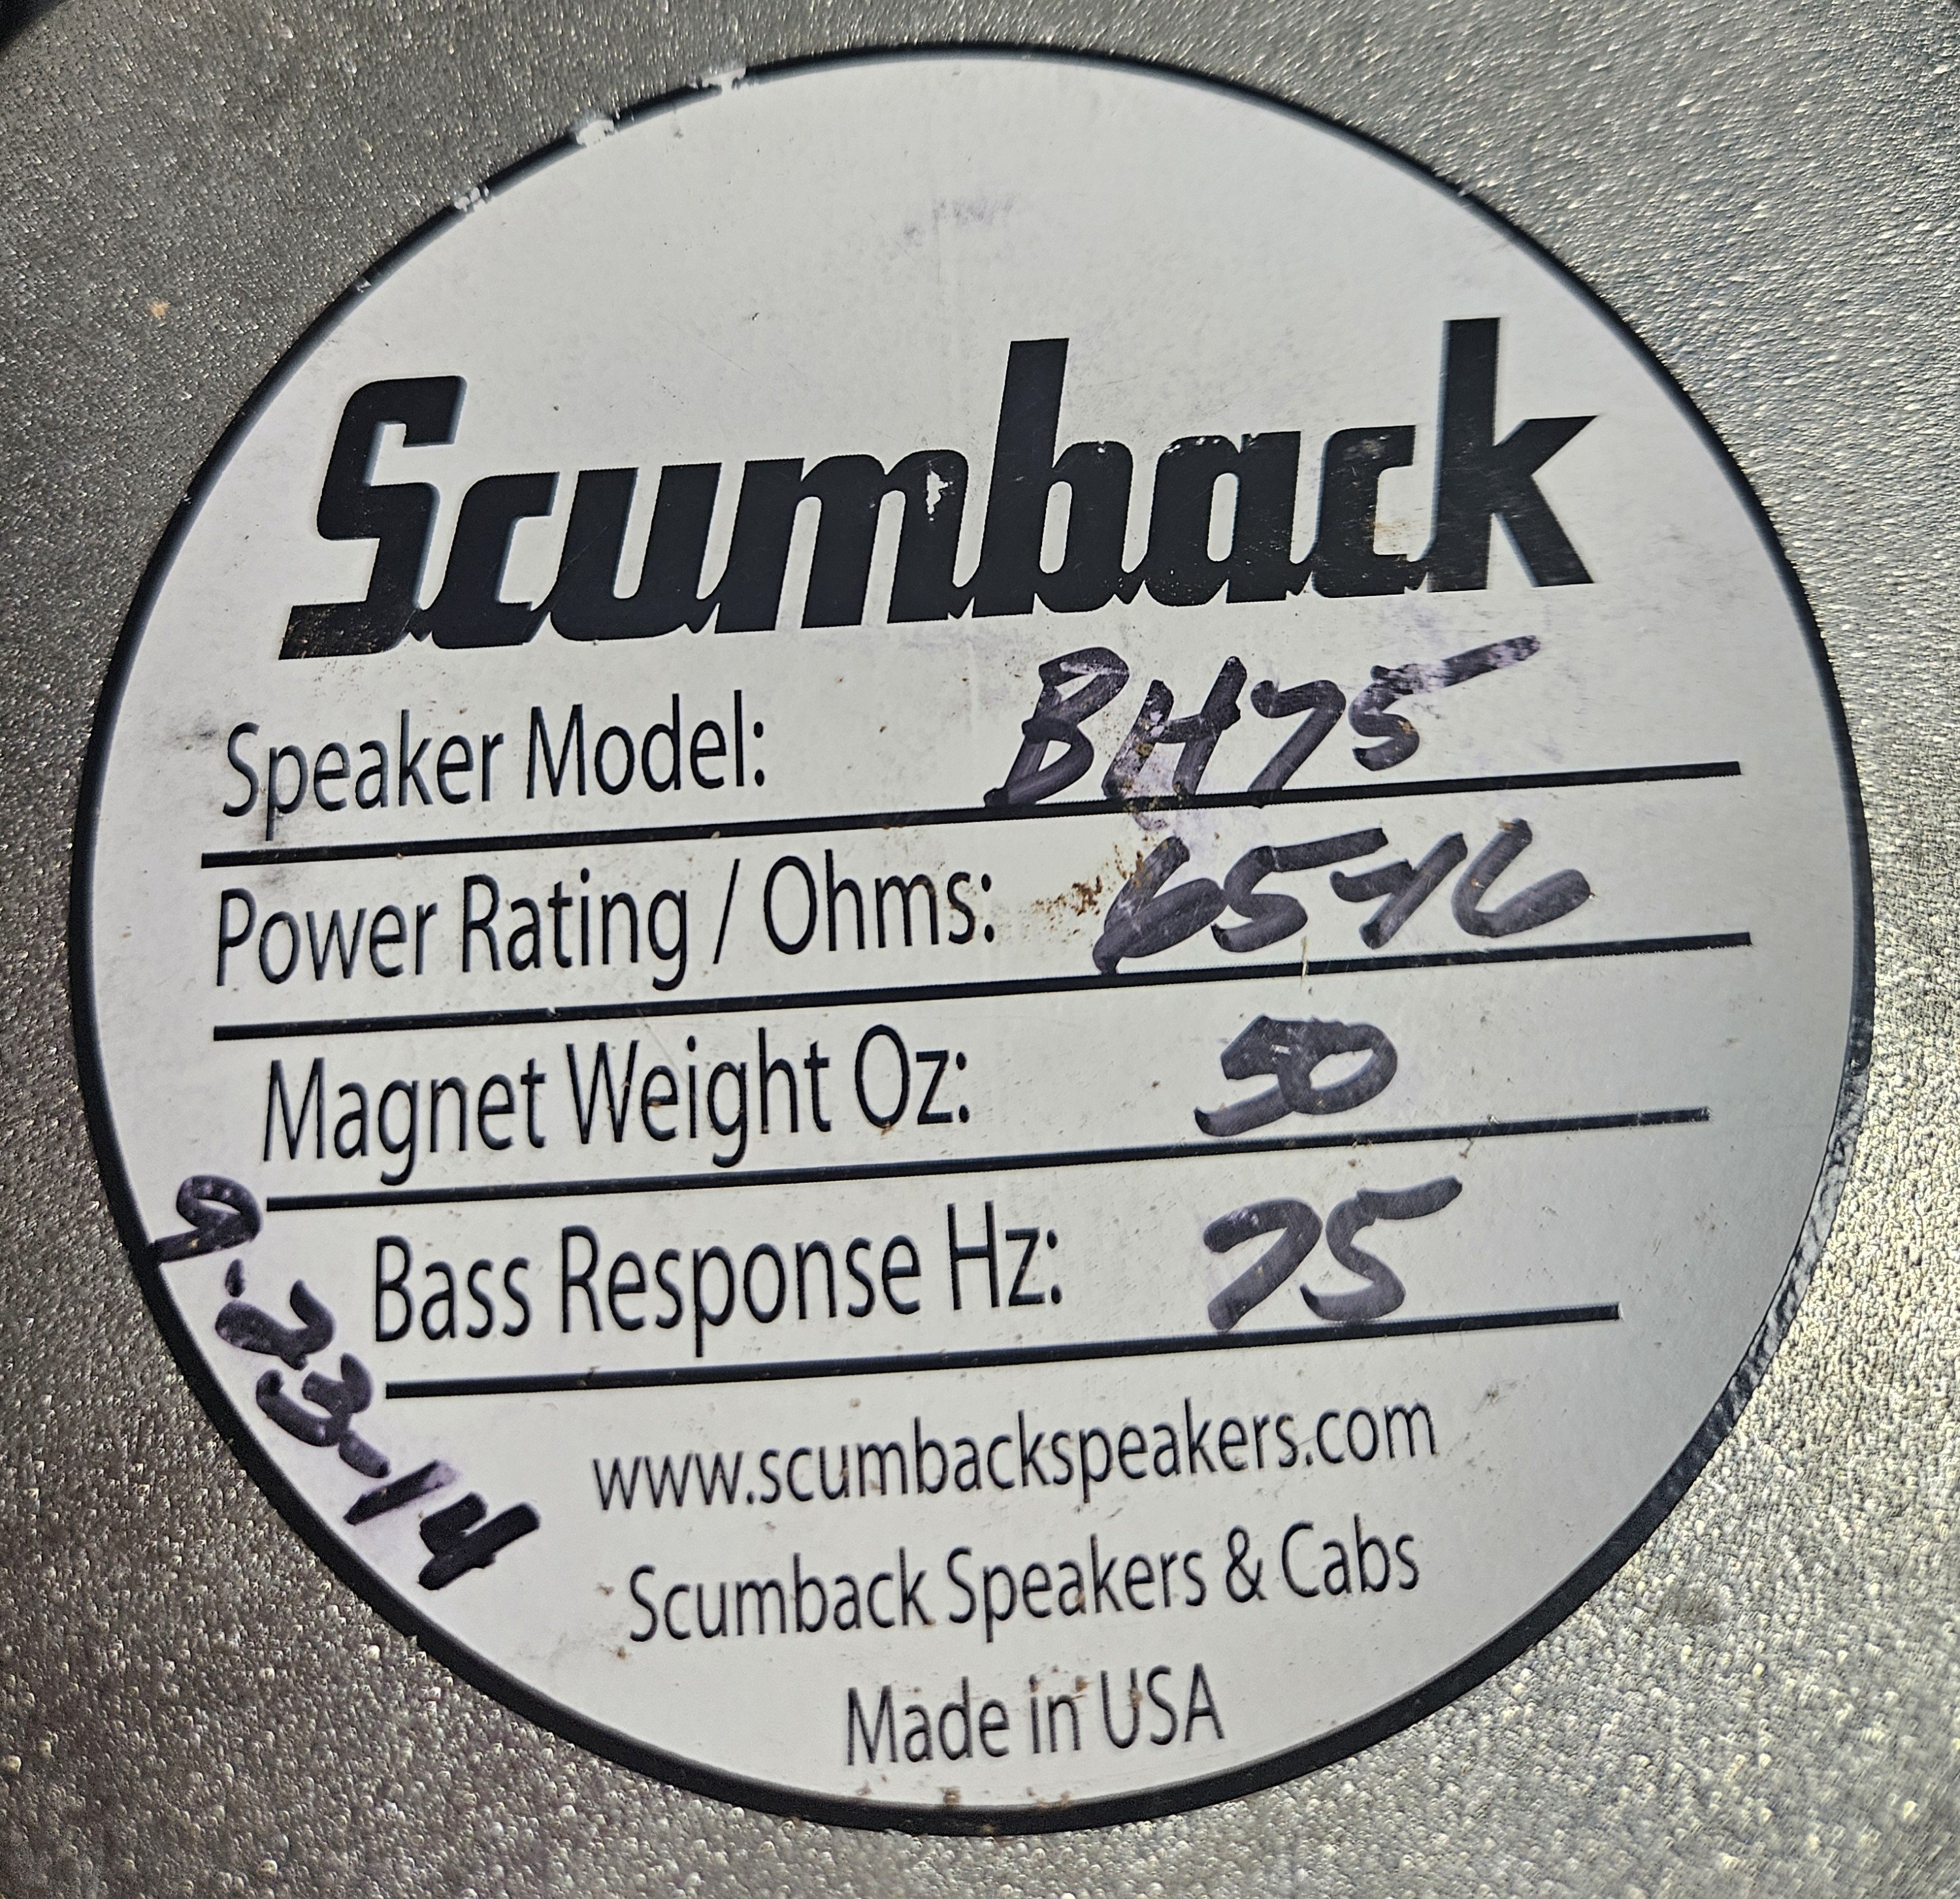 Scumback
Speaker Model: BH75
Power Rating / Ohms: 65-16
Magnet Weight Oz: 50
Bass Response Hz: 75
9-23-14
www.scumbackspeakers.com
Scumback Speakers & Cabs
Made in USA